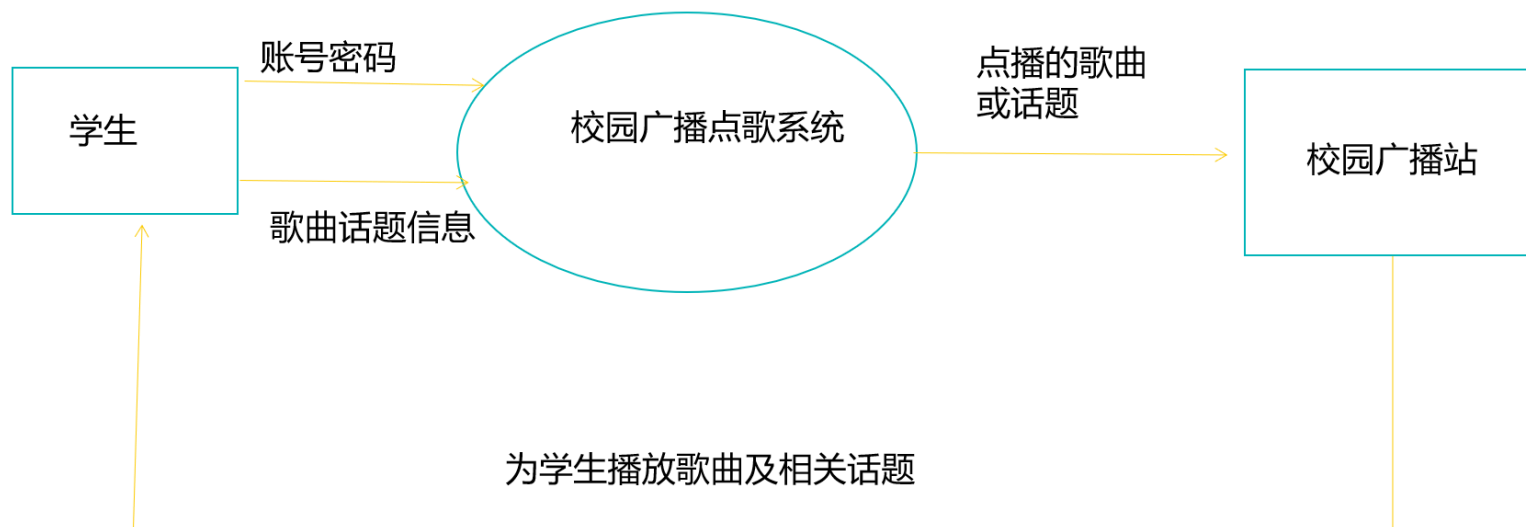 账号密码
学生
歌曲话题信息
校园广播点歌系统
点播的歌曲
或话题
校园广播站
为学生播放歌曲及相关话题